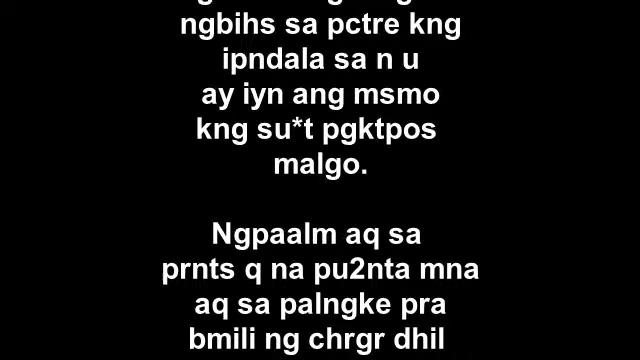 ngbihs sa pctre kng
ipndala sa n u
ay iyn ang msmo
kng su*t pgktpos
malgo.
Ngpaalm aq sa
prnts q na pu2nta mna
aq sa palngke pra
bmili ng chrgr dhil